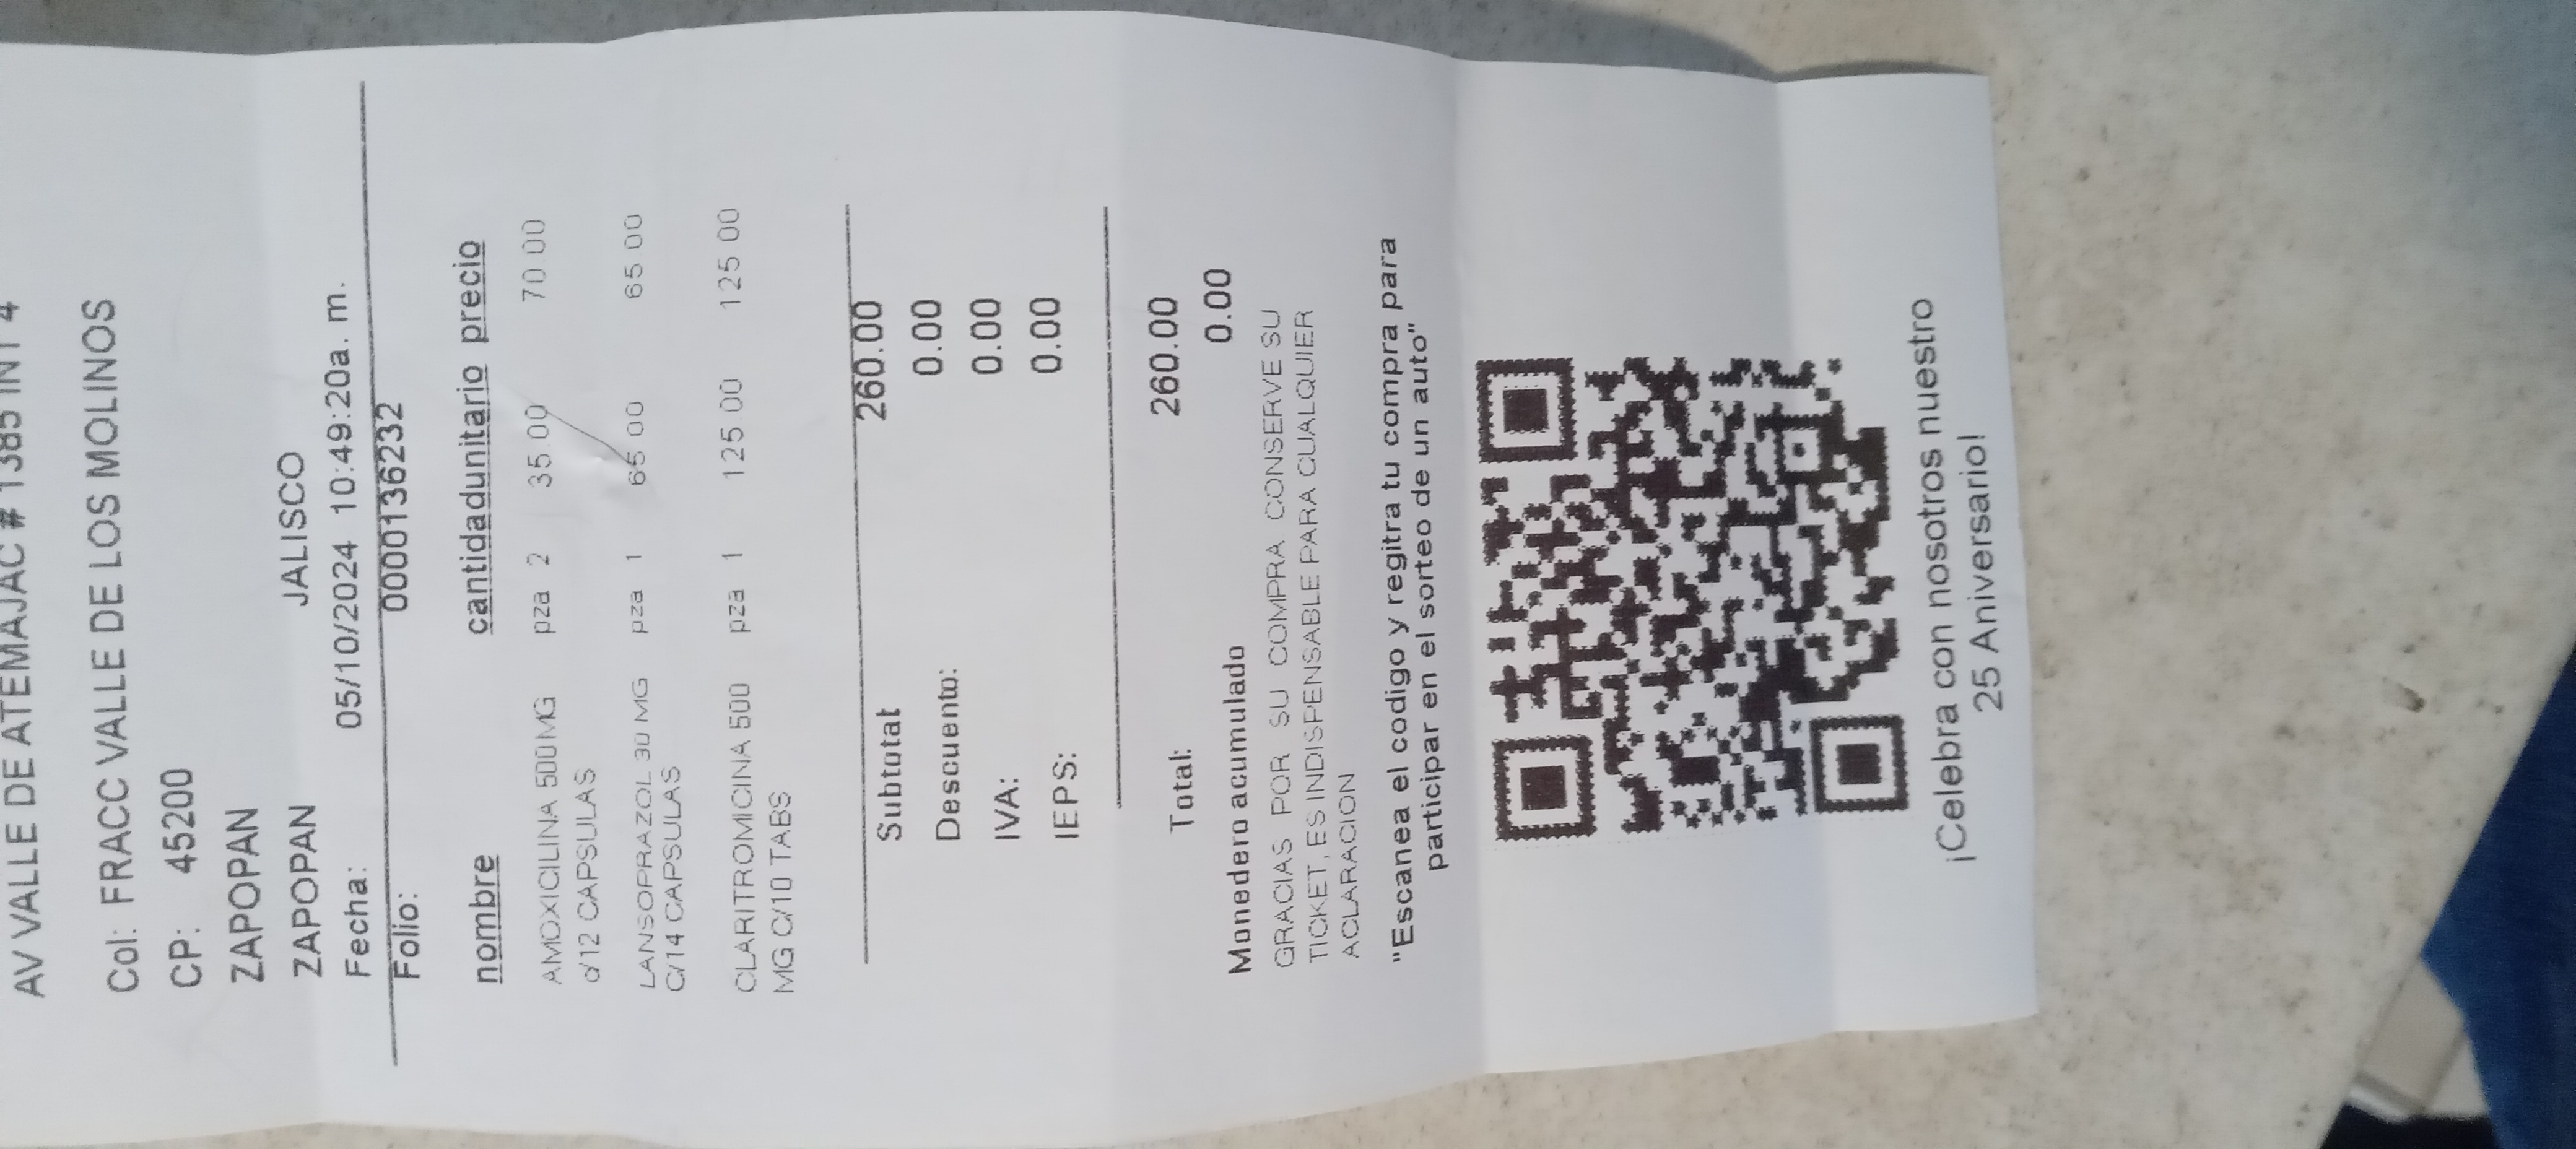 AV VALLE DE ATEMAJAC # 1385 INT 4
Col: FRACC VALLE DE LOS MOLINOS
CP: 45200
ZAPOPAN
ZAPOPAN JALISCO
Fecha: 05/10/2024 10:49:20a. m.
Folio: 0000136232
nombre cantidadunitario precio
AMOXICILINA 500MG pza 2 35.00 70 00
c/12 CAPSULAS
LANSOPRAZOL 30 MG pza 1 65 00 65 00
C/14 CAPSULAS
CLARITROMICINA 500 pza 1 125 00 125 00
MG C/10 TABS
Subtotat 260.00
Descuento: 0.00
IVA: 0.00
IEPS: 0.00
Total: 260.00
Monedero acumulado 0.00
GRACIAS POR SU COMPRA CONSERVE SU
TICKET, ES INDISPENSABLE PARA CUALQUIER
ACLARACION
"Escanea el codigo y regitra tu compra para
participar en el sorteo de un auto"
¡Celebra con nosotros nuestro
25 Aniversario!